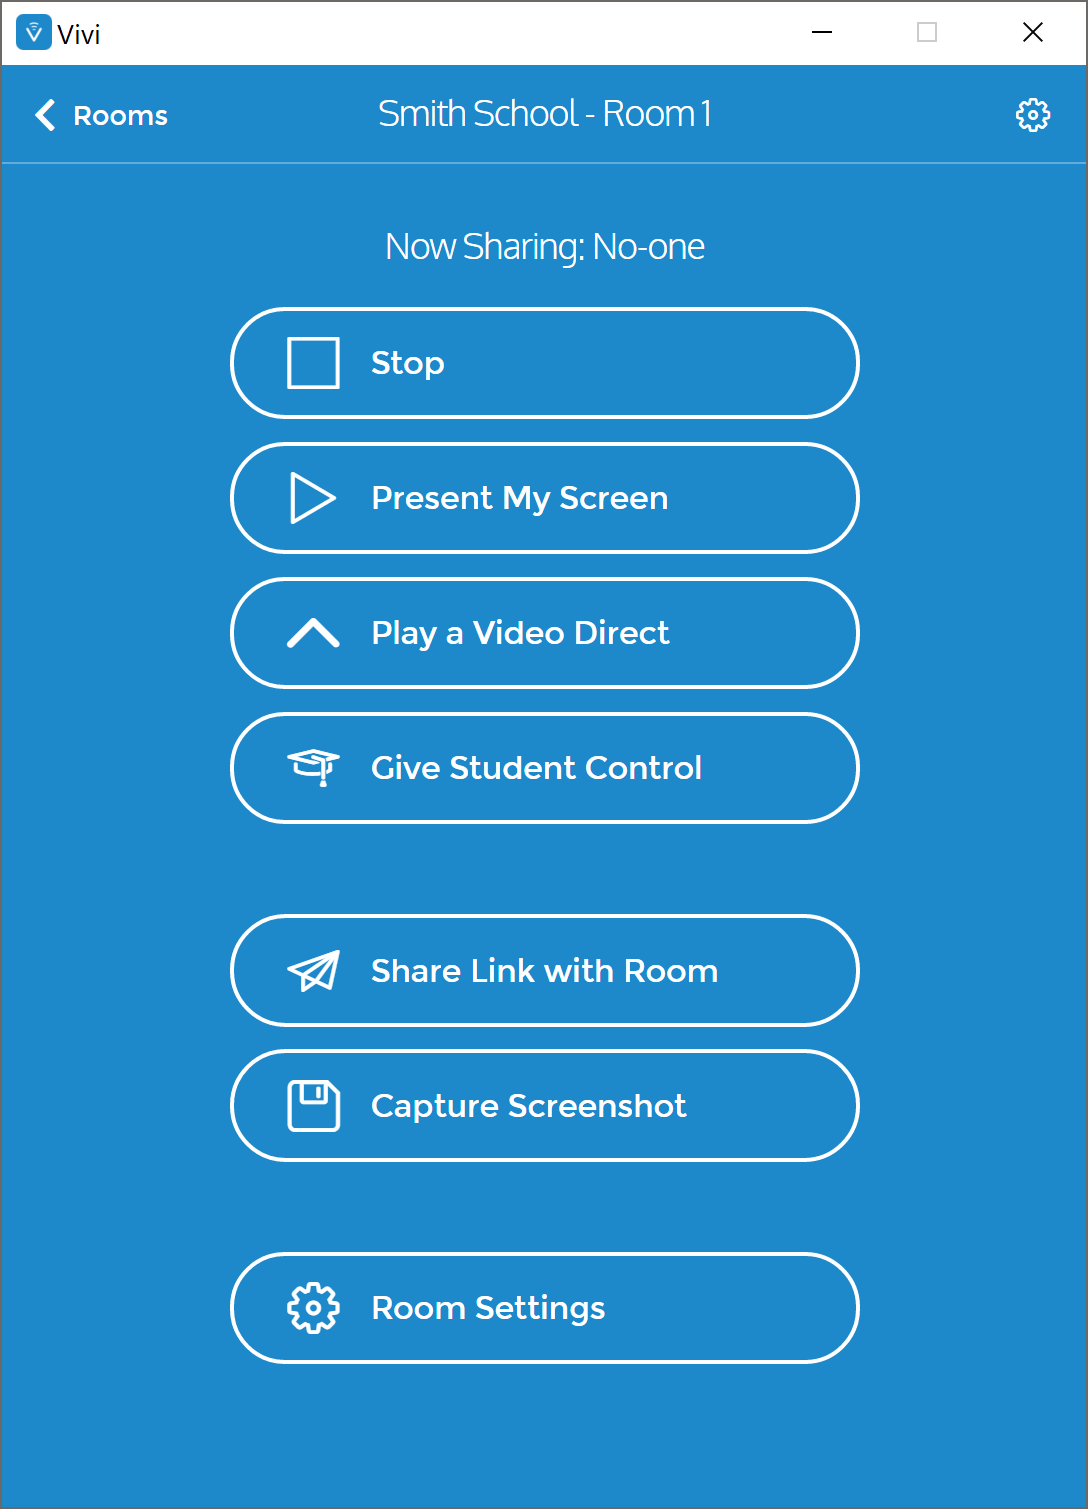 Vivi
Rooms
Smith School - Room 1
Now Sharing: No-one
Stop
Present My Screen
Play a Video Direct
Give Student Control
Share Link with Room
Capture Screenshot
Room Settings